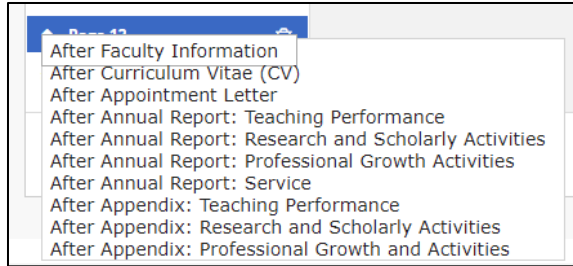 After Faculty Information
After Curriculum Vitae (CV)
After Appointment Letter
After Annual Report: Teaching Performance
After Annual Report: Research and Scholarly Activities
After Annual Report: Professional Growth Activities
After Annual Report: Service
After Appendix: Teaching Performance
After Appendix: Research and Scholarly Activities
After Appendix: Professional Growth and Activities